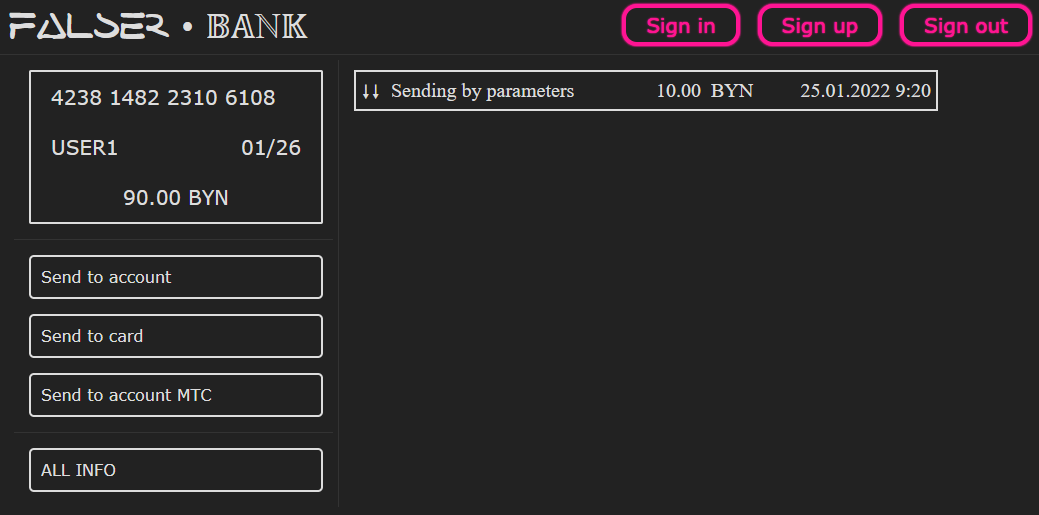 FALSER • BANK
Sign in
Sign up
Sign out
4238 1482 2310 6108
USER1 01/26
90.00 BYN
Send to account
Send to card
Send to account MTC
ALL INFO
↓↓ Sending by parameters 10.00 BYN 25.01.2022 9:20